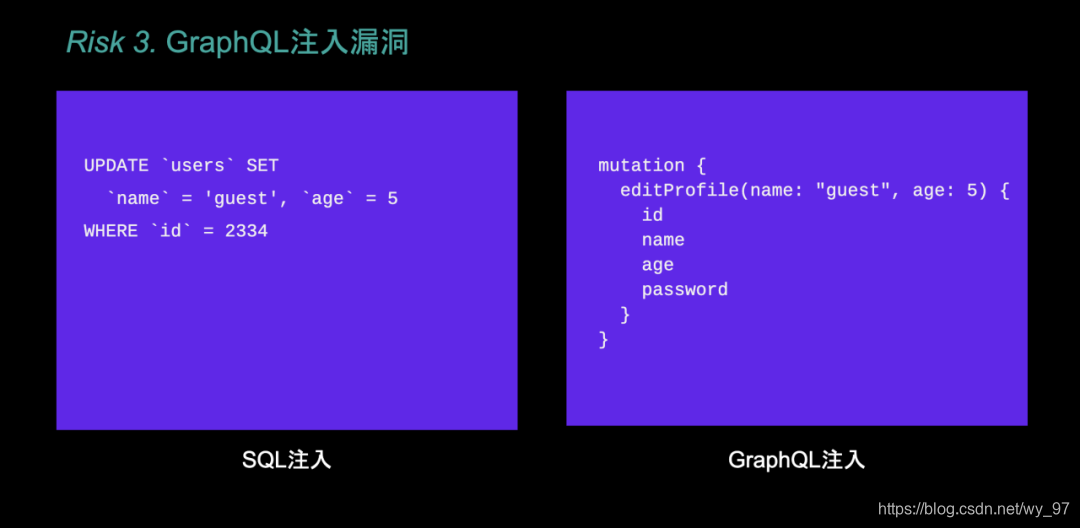 Risk 3. GraphQL注入漏洞
UPDATE `users` SET
`name` = 'guest', `age` = 5
WHERE `id` = 2334
SQL注入
mutation {
editProfile(name: "guest", age: 5) {
id
name
age
password
}
}
GraphQL注入
https://blog.csdn.net/wy_97